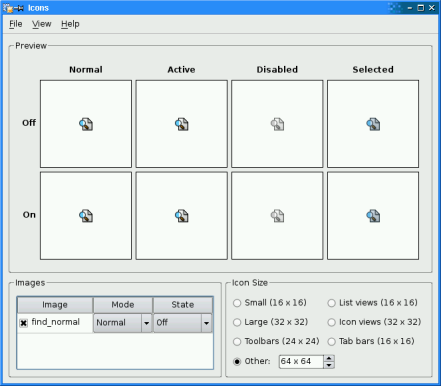 Icons
File View Help
Preview
Normal Active Disabled Selected
Off
On
Images
Image Mode State
find_normal Normal Off
Icon Size
Small (16 x 16) List views (16 x 16)
Large (32 x 32) Icon views (32 x 32)
Toolbars (24 x 24) Tab bars (16 x 16)
Other: 64 x 64